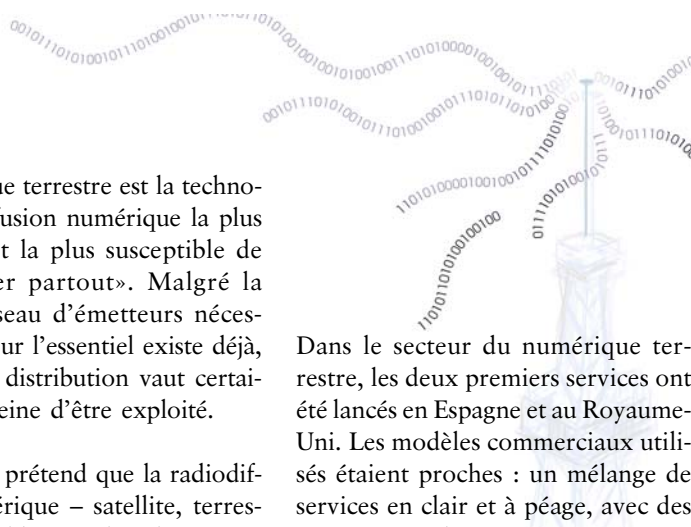 ue terrestre est la techno-
fusion numérique la plus
t la plus susceptible de
er partout». Malgré la
seau d'émetteurs néces-
ur l'essentiel existe déjà,
distribution vaut certai-
eine d'être exploité.
prétend que la radiodif-
érique – satellite, terres-
Dans le secteur du numérique ter-
restre, les deux premiers services ont
été lancés en Espagne et au Royaume-
Uni. Les modèles commerciaux utili-
sés étaient proches : un mélange de
services en clair et à péage, avec des